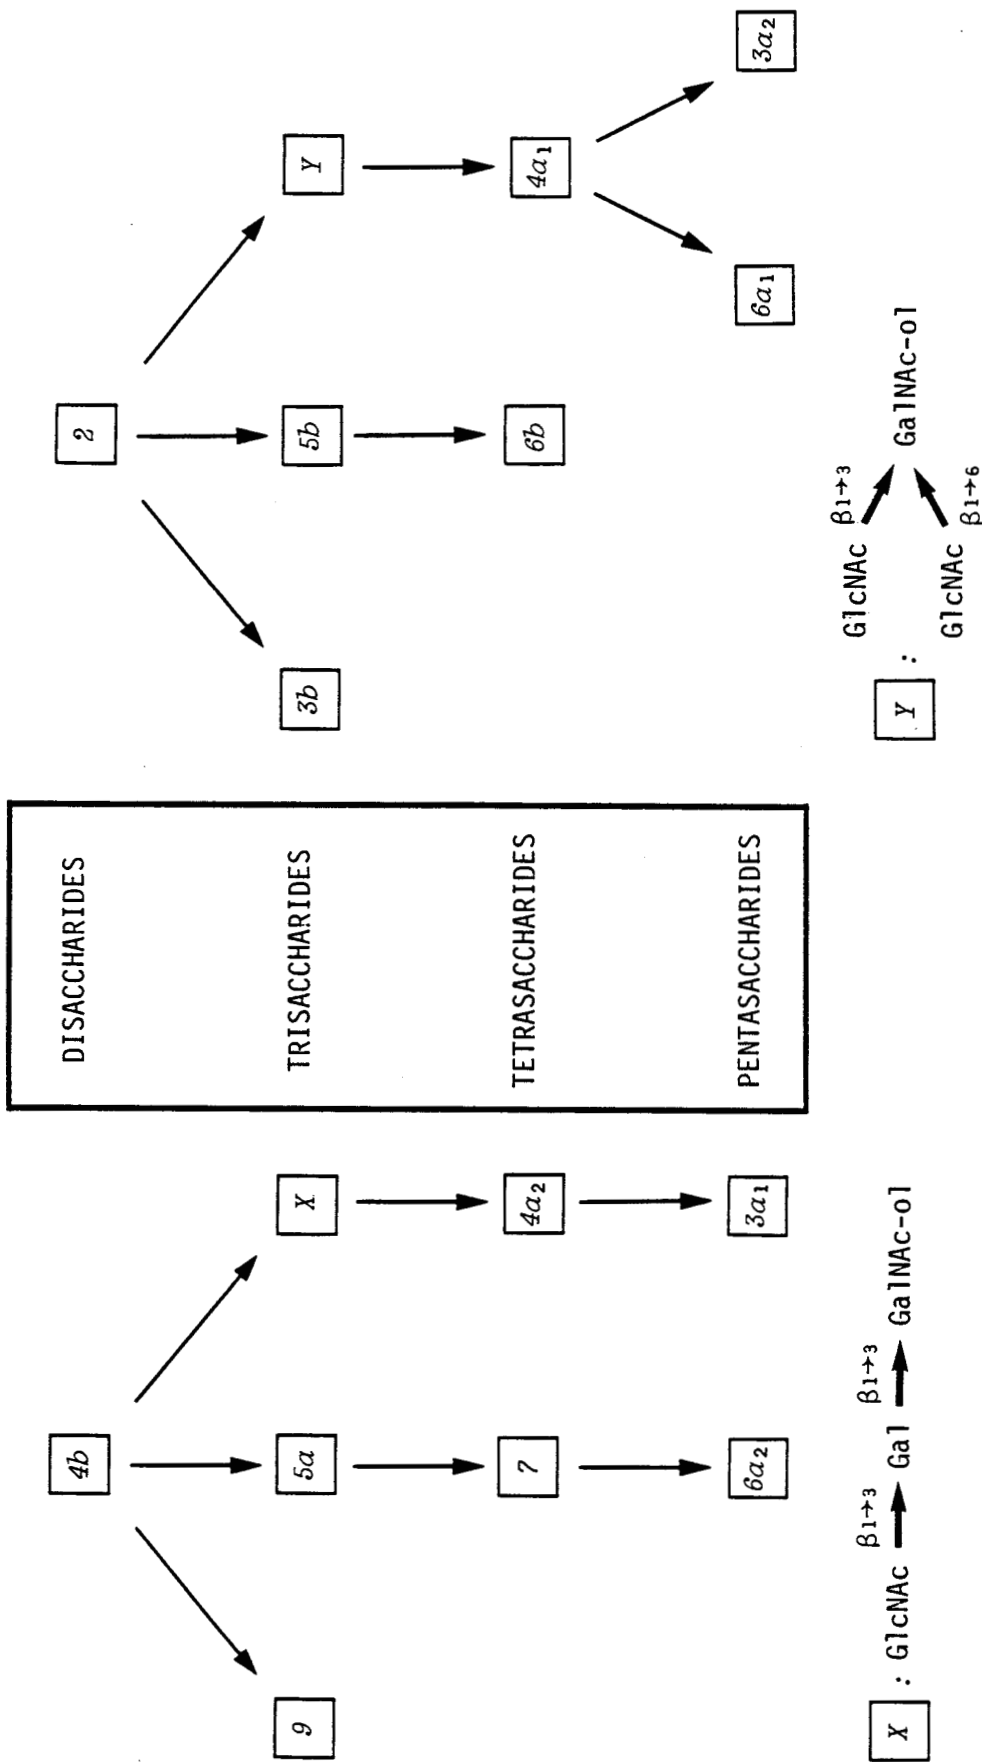 4b
9
5a
X
7
4a2
6a2
3a1
X : GlcNAc β1→3 Gal β1→3 GalNAc-ol
DISACCHARIDES
TRISACCHARIDES
TETRASACCHARIDES
PENTASACCHARIDES
2
3b
5b
Y
6b
4a1
6a1
3a2
Y :
GlcNAc β1→3
GalNAc-ol
GlcNAc β1→6